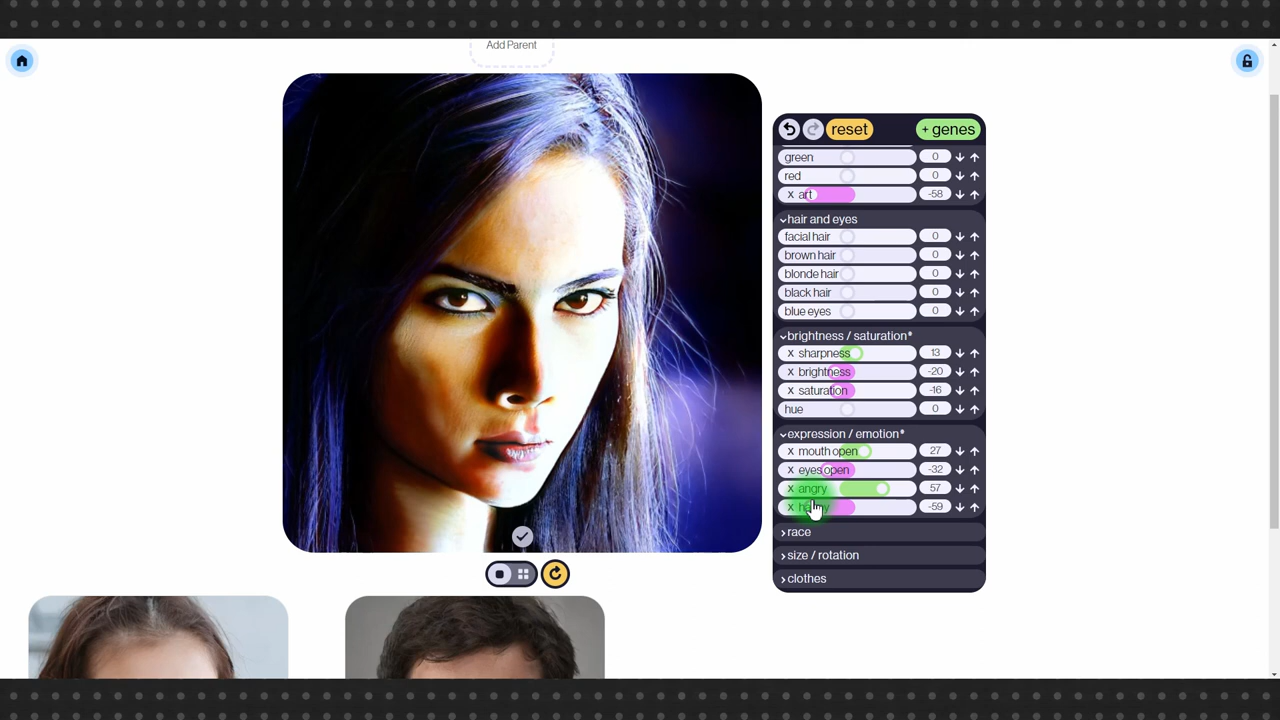 Add Parent
reset
+ genes
green 0
red 0
x art -58
hair and eyes
facial hair 0
brown hair 0
blonde hair 0
black hair 0
blue eyes 0
brightness / saturation*
x sharpness 13
x brightness -20
x saturation -16
hue 0
expression / emotion*
x mouth open 27
x eyes open -32
x angry 57
x happy -59
race
size / rotation
clothes